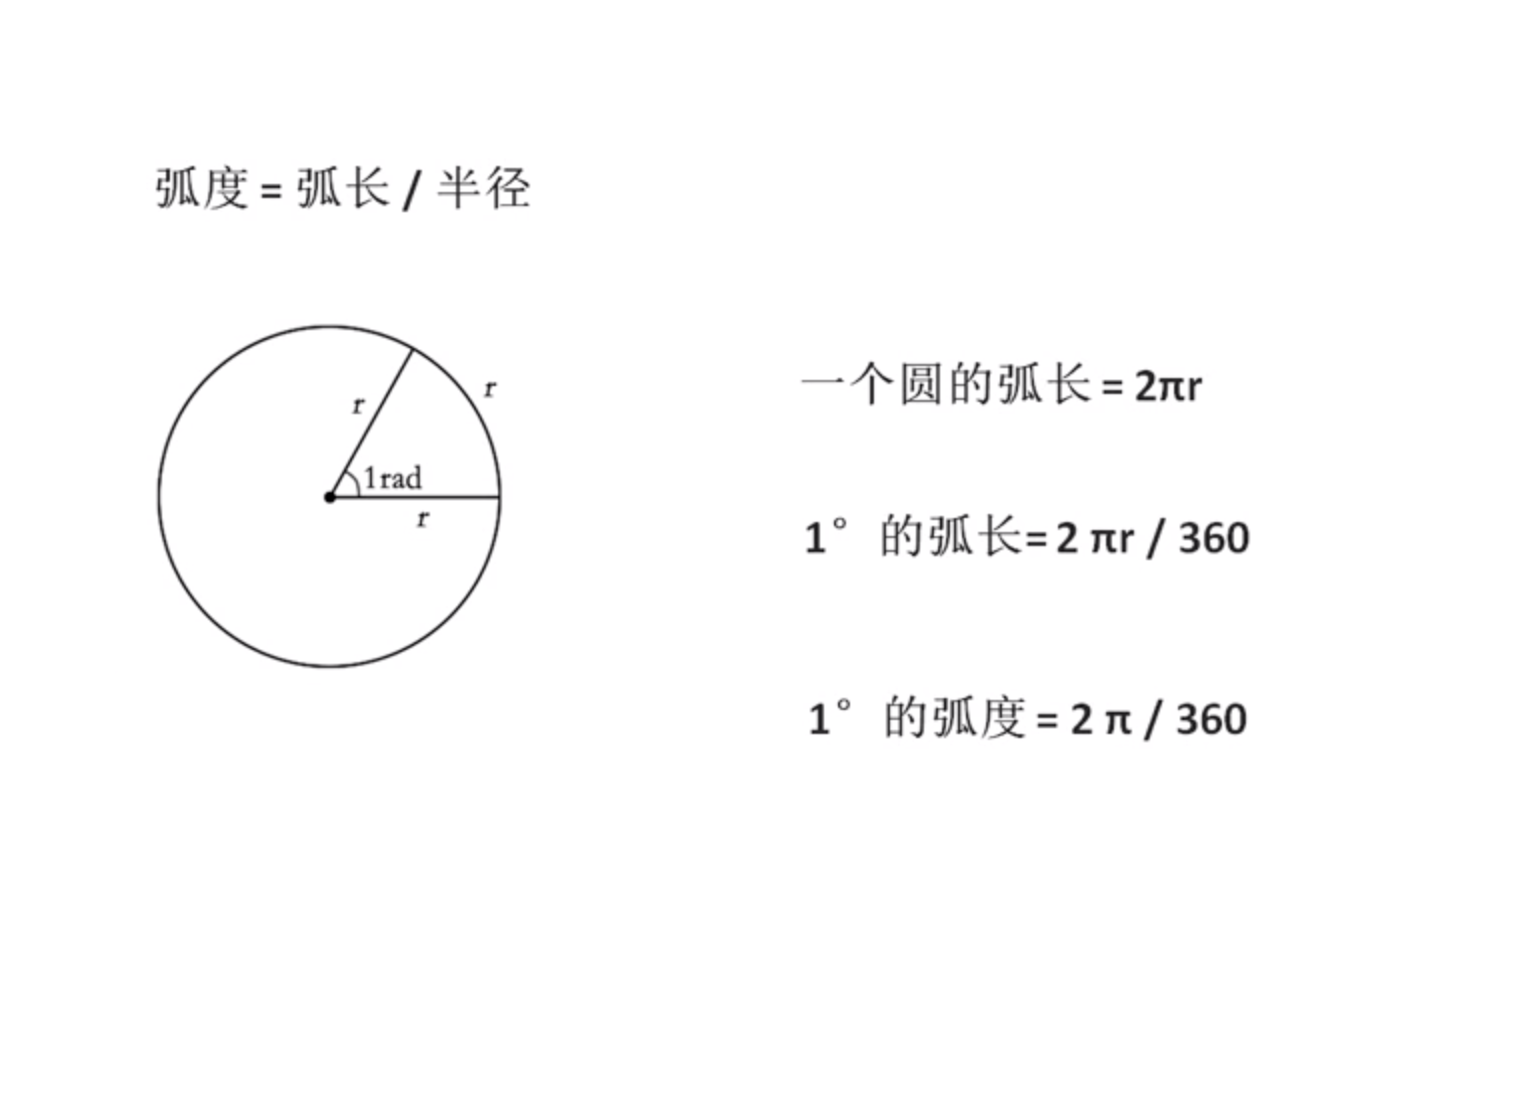 弧度 = 弧长 / 半径
r
r
1rad
r
一个圆的弧长 = 2πr
1° 的弧长= 2 πr / 360
1° 的弧度 = 2 π / 360